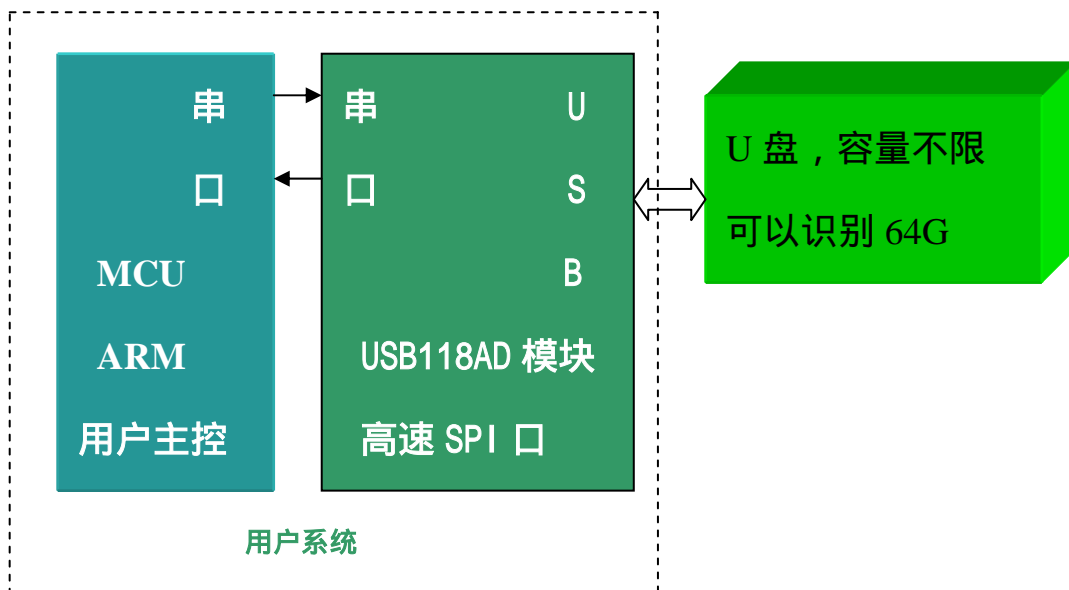 串
口
MCU
ARM
用户主控
串 U
口 S
B
USB118AD 模块
高速 SPI 口
U 盘，容量不限
可以识别 64G
用户系统